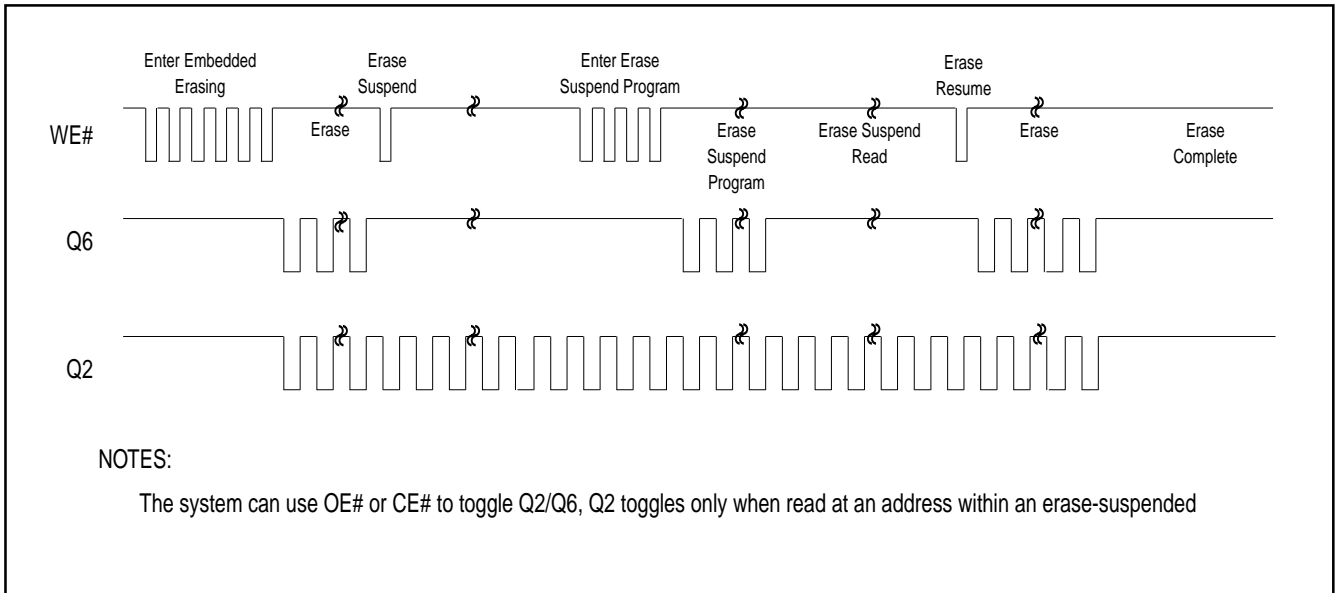 Enter Embedded
Erasing
Erase
Suspend
Enter Erase
Suspend Program
Erase
Resume
WE#
Erase
Erase
Suspend
Program
Erase Suspend
Read
Erase
Erase
Complete
Q6
Q2
NOTES:
The system can use OE# or CE# to toggle Q2/Q6, Q2 toggles only when read at an address within an erase-suspended